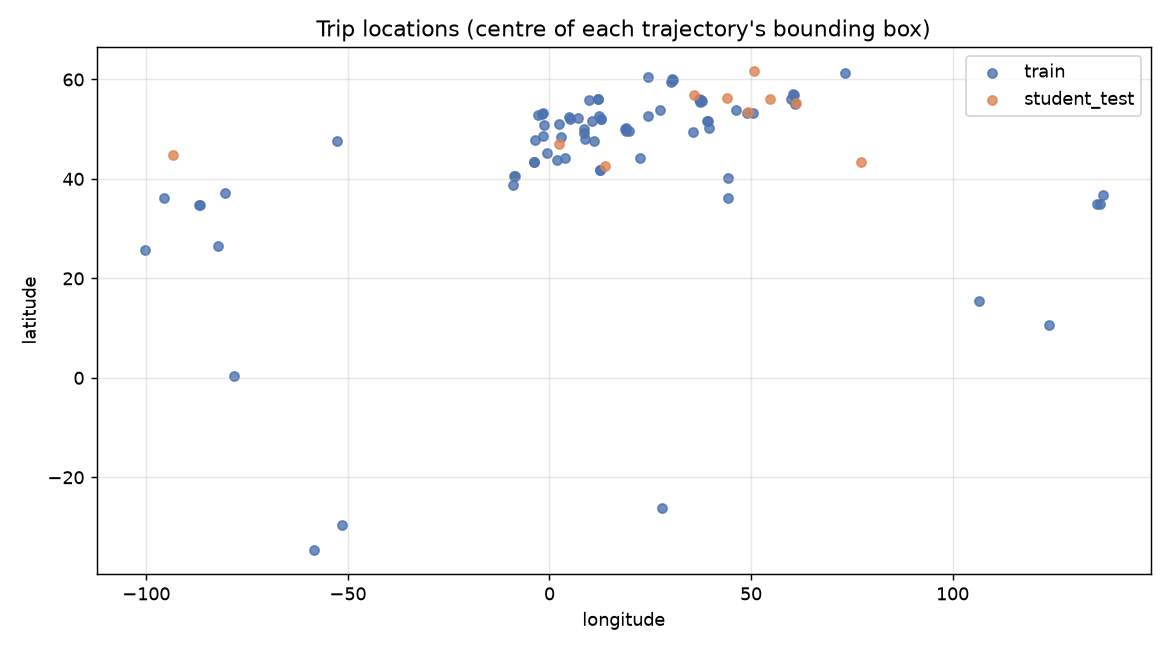 Trip locations (centre of each trajectory's bounding box)
train
student_test
latitude
60
40
20
0
−20
−100
−50
0
50
100
longitude